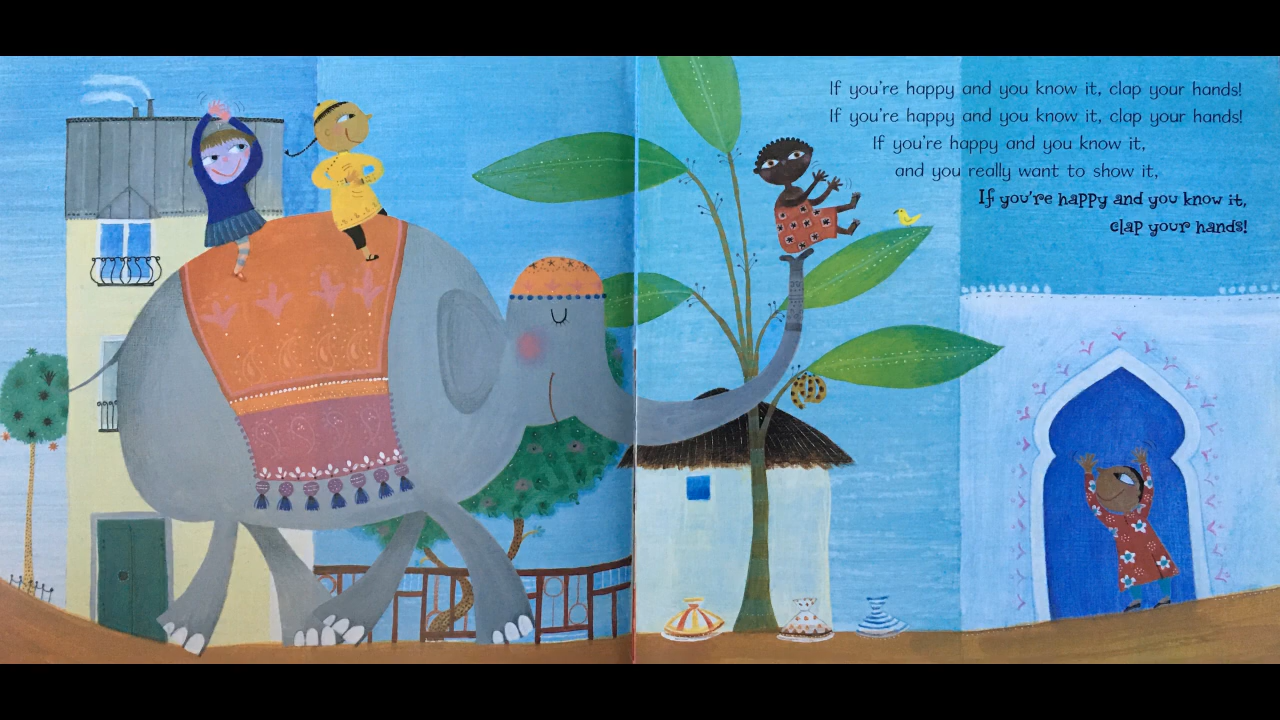 If you're happy and you know it, clap your hands!
If you're happy and you know it, clap your hands!
If you're happy and you know it,
and you really want to show it,
If you're happy and you know it,
clap your hands!